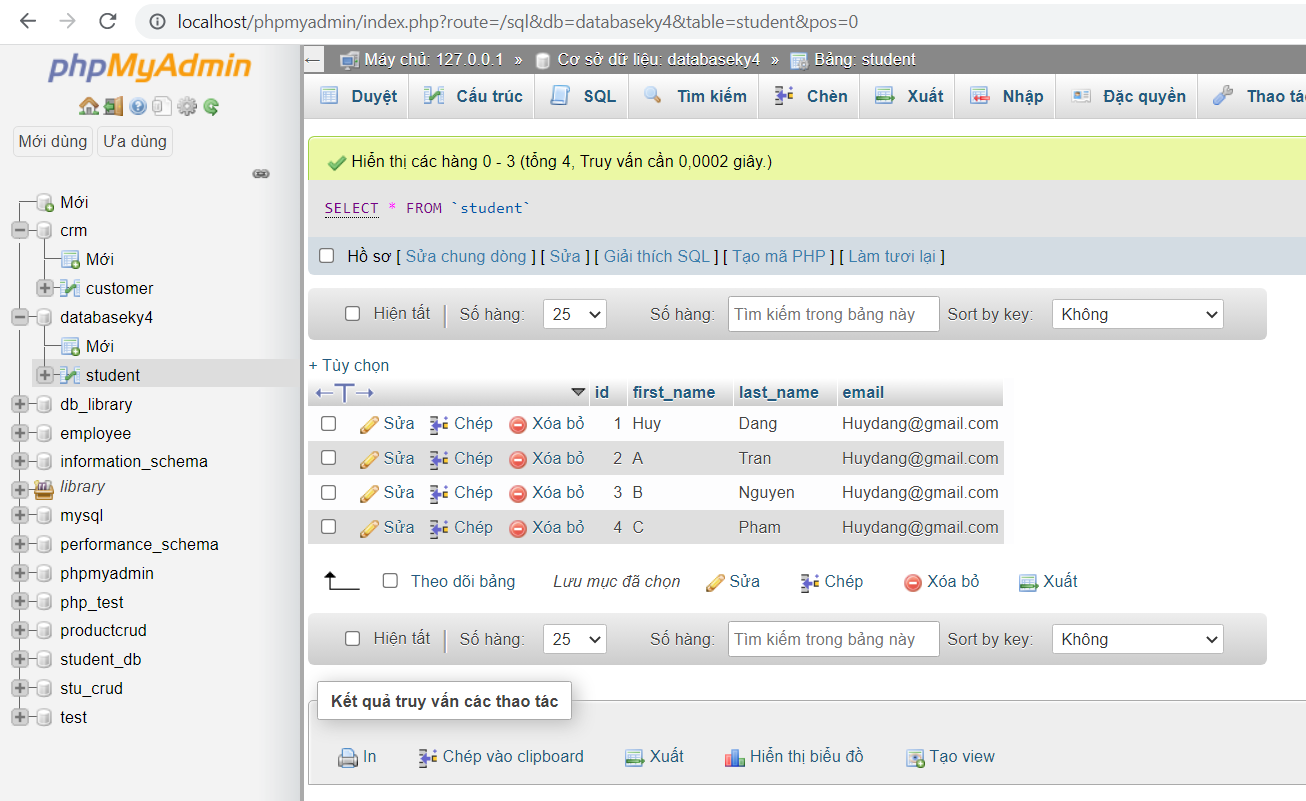 localhost/phpmyadmin/index.php?route=/sql&db=databaseky4&table=student&pos=0
phpMyAdmin
Mới dùng Ưa dùng
Mới
crm
Mới
customer
databaseky4
Mới
student
db_library
employee
information_schema
library
mysql
performance_schema
phpmyadmin
php_test
productcrud
student_db
stu_crud
test
Máy chủ: 127.0.0.1 » Cơ sở dữ liệu: databaseky4 » Bảng: student
Duyệt Cấu trúc SQL Tìm kiếm Chèn Xuất Nhập Đặc quyền Thao tác
Hiển thị các hàng 0 - 3 (tổng 4, Truy vấn cần 0,0002 giây.)
SELECT * FROM `student`
Hồ sơ [ Sửa chung dòng ] [ Sửa ] [ Giải thích SQL ] [ Tạo mã PHP ] [ Làm tươi lại ]
Hiện tất Số hàng: 25 Số hàng: Tìm kiếm trong bảng này Sort by key: Không
+ Tùy chọn
←T→ id first_name last_name email
Sửa Chép Xóa bỏ 1 Huy Dang Huydang@gmail.com
Sửa Chép Xóa bỏ 2 A Tran Huydang@gmail.com
Sửa Chép Xóa bỏ 3 B Nguyen Huydang@gmail.com
Sửa Chép Xóa bỏ 4 C Pham Huydang@gmail.com
Theo dõi bảng Lưu mục đã chọn Sửa Chép Xóa bỏ Xuất
Hiện tất Số hàng: 25 Số hàng: Tìm kiếm trong bảng này Sort by key: Không
Kết quả truy vấn các thao tác
In Chép vào clipboard Xuất Hiển thị biểu đồ Tạo view